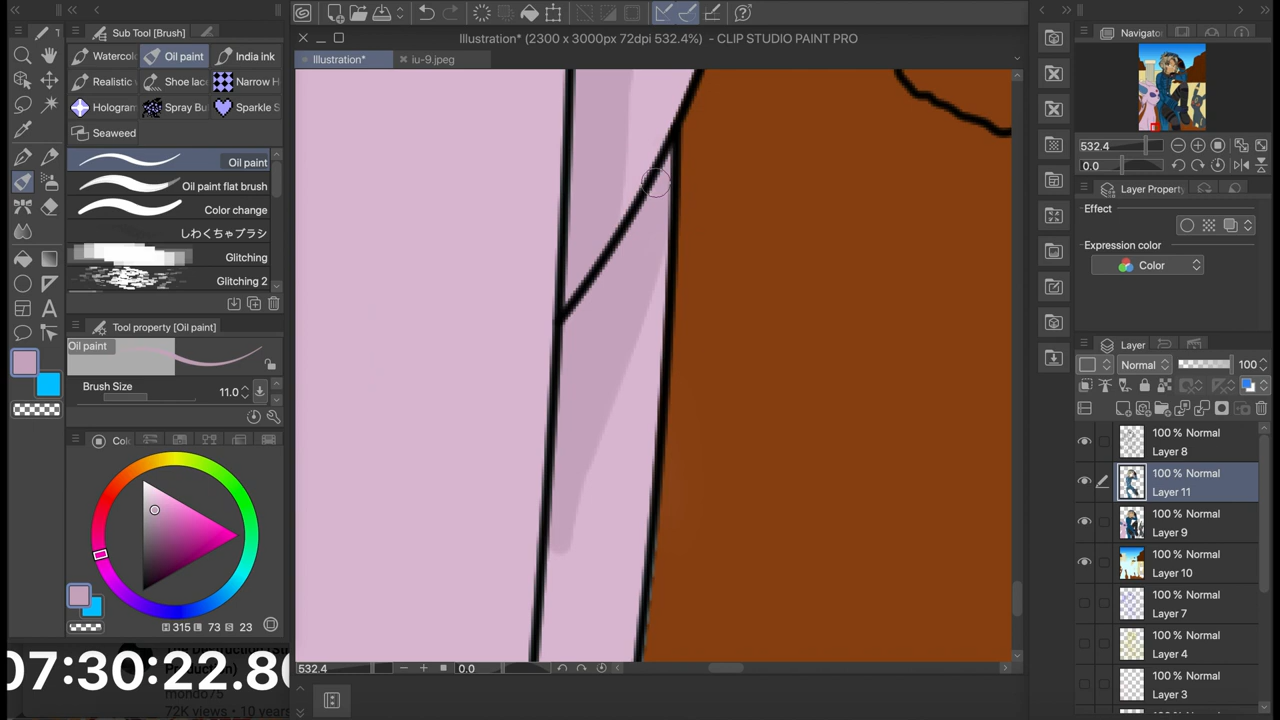 Illustration* (2300 x 3000px 72dpi 532.4%) - CLIP STUDIO PAINT PRO
Illustration*
iu-9.jpeg
Sub Tool [Brush]
Watercol
Oil paint
India ink
Realistic
Shoe lac
Narrow H
Hologram
Spray Bu
Sparkle S
Seaweed
Oil paint
Oil paint flat brush
Color change
しわくちゃブラシ
Glitching
Glitching 2
Tool property [Oil paint]
Oil paint
Brush Size
11.0
H 315 L 73 S 23
07:30:22.80
72K views • 10 years
532.4
0.0
Navigator
532.4
0.0
Layer Property
Effect
Expression color
Color
Layer
Normal
100
100 % Normal
Layer 8
100 % Normal
Layer 11
100 % Normal
Layer 9
100 % Normal
Layer 10
100 % Normal
Layer 7
100 % Normal
Layer 4
100 % Normal
Layer 3